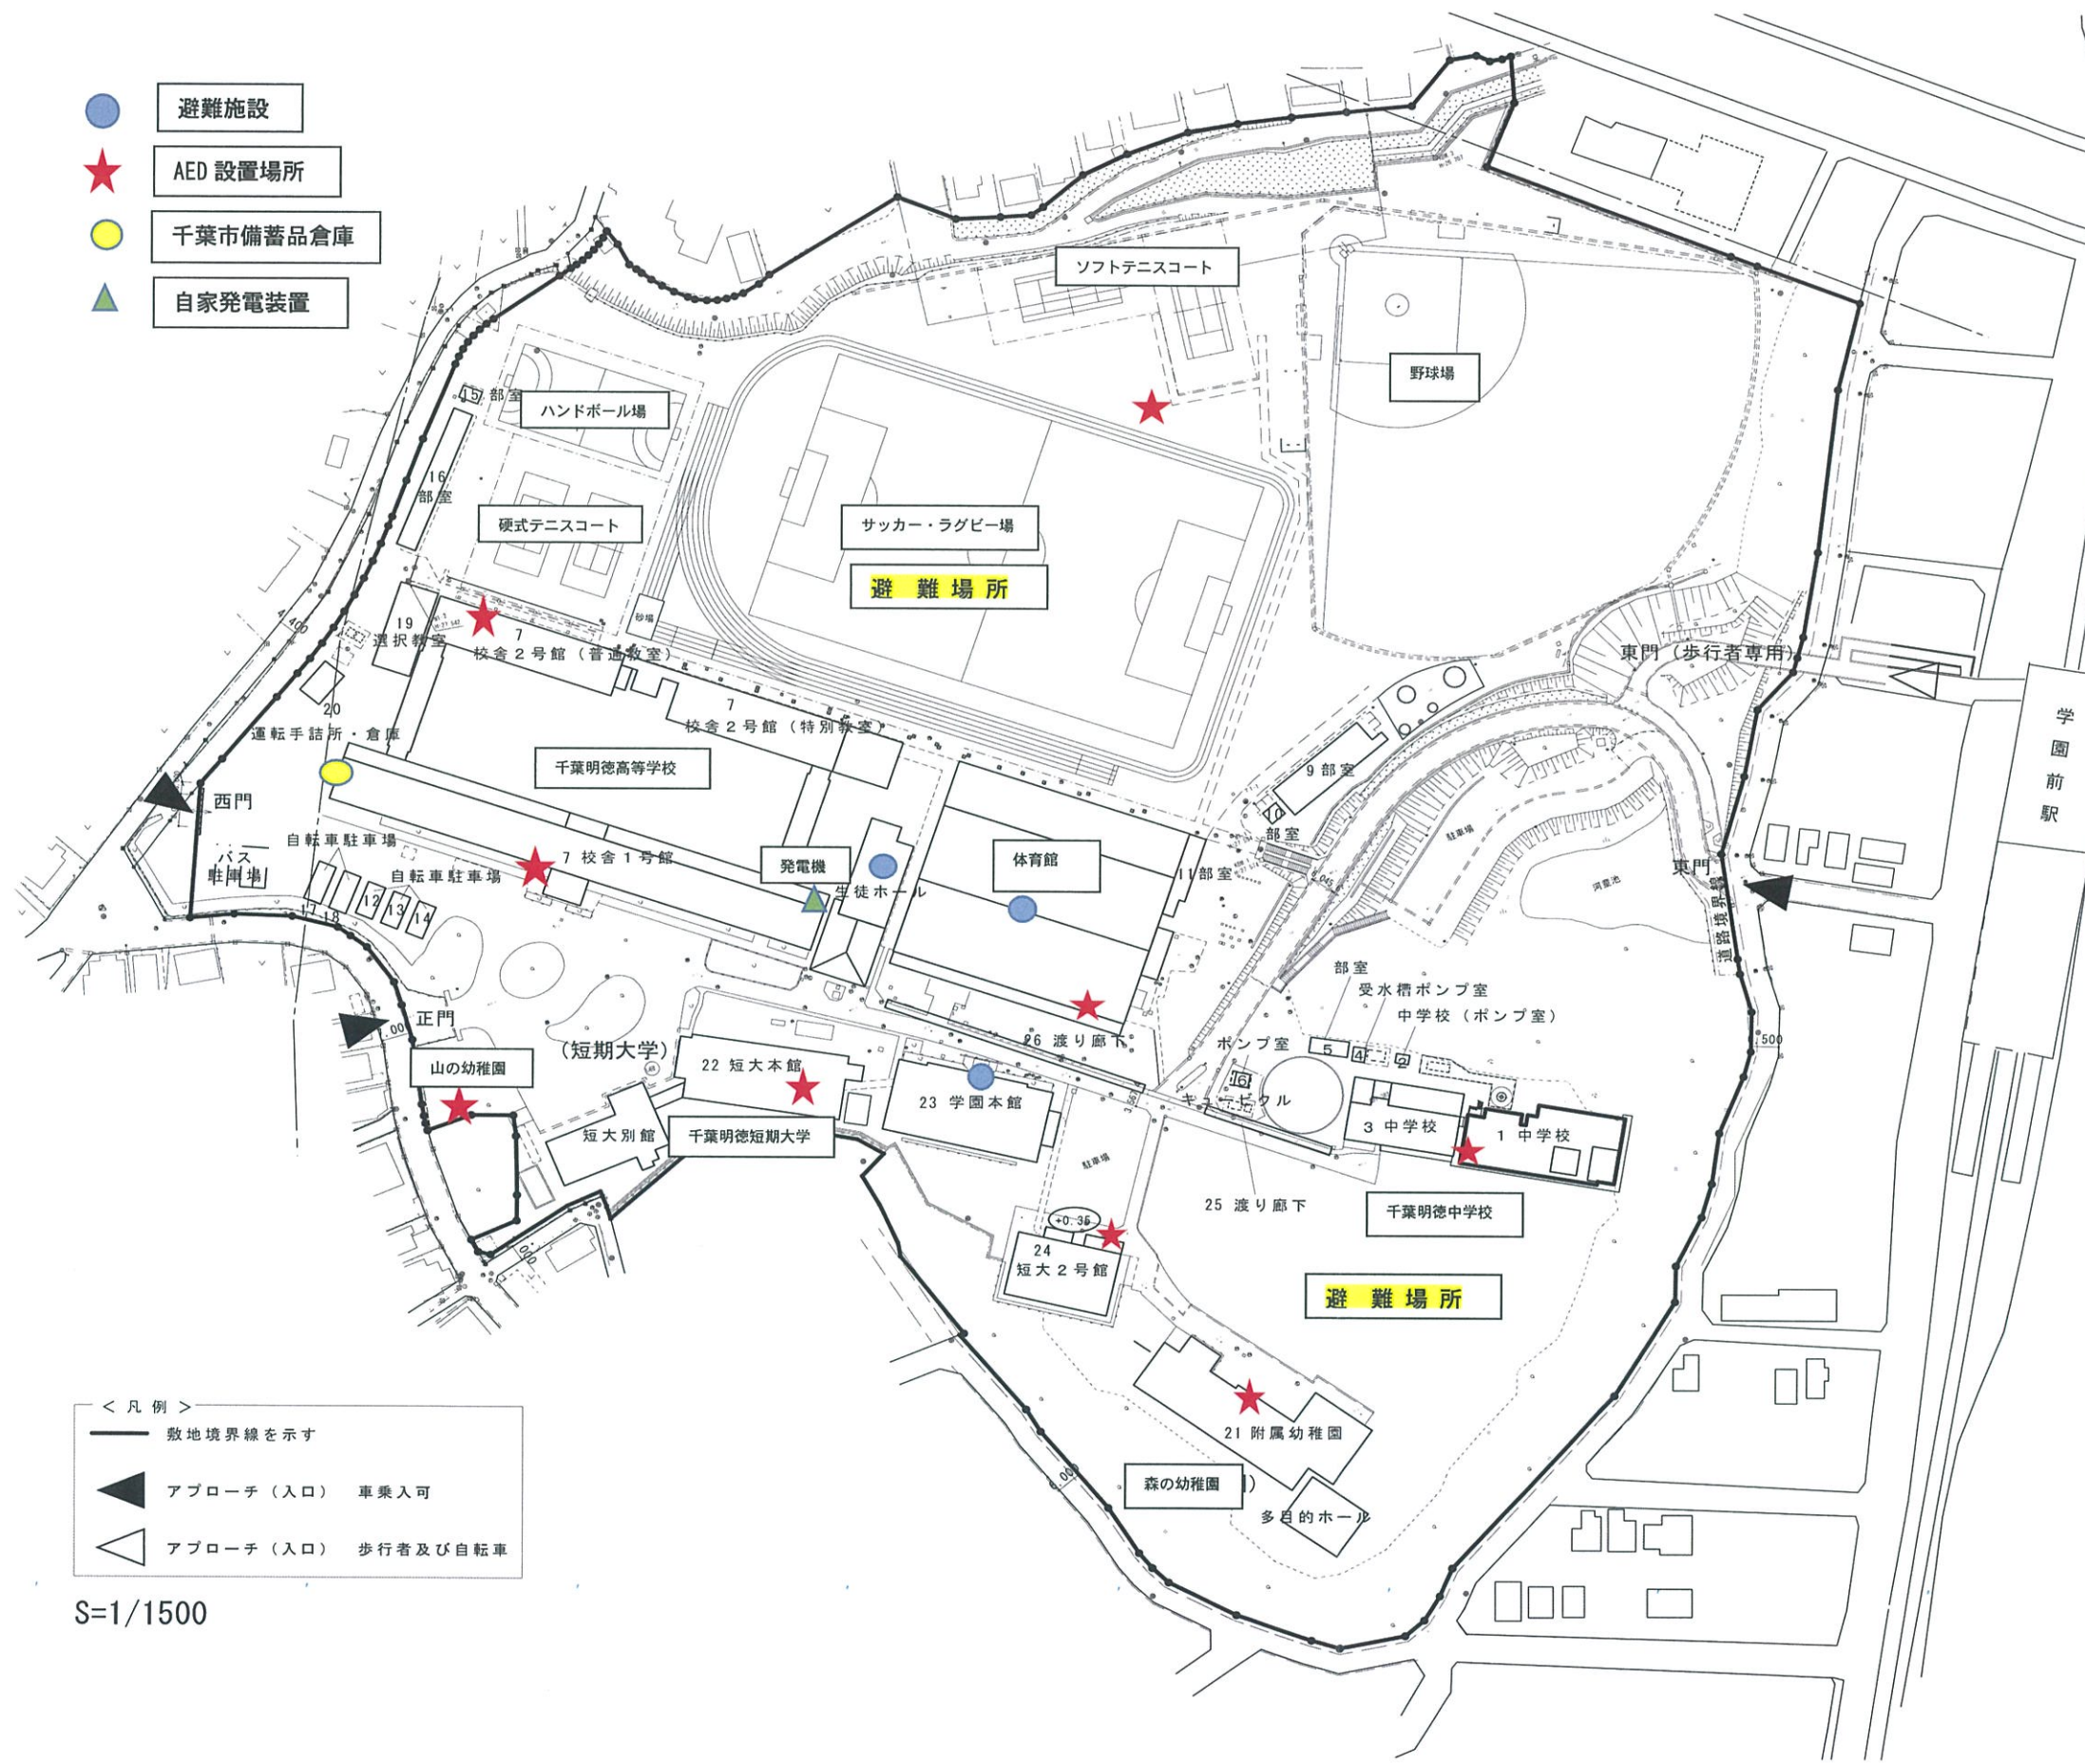 避難施設
AED 設置場所
千葉市備蓄品倉庫
自家発電装置
ソフトテニスコート
野球場
15 部室
ハンドボール場
16
部室
硬式テニスコート
サッカー・ラグビー場
避 難 場 所
砂場
19
選択教室
7
校舎2号館（普通教室）
7
校舎2号館（特別教室）
東門（歩行者専用）
学園前駅
20
運転手詰所・倉庫
千葉明徳高等学校
9 部室
10
部室
駐車場
西門
自転車駐車場
バス
駐車場
自転車駐車場
7 校舎1号館
発電機
生徒ホール
体育館
11部室
東門
道路境界線
17
18
12
13
14
正門
部室
受水槽ポンプ室
中学校（ポンプ室）
26 渡り廊下
ポンプ室
5
4
2
6
キュービクル
（短期大学）
山の幼稚園
22 短大本館
23 学園本館
3 中学校
1 中学校
短大別館
千葉明徳短期大学
駐車場
25 渡り廊下
千葉明徳中学校
+0.35
24
短大2号館
避 難 場 所
21 附属幼稚園
森の幼稚園
多目的ホール
＜ 凡 例 ＞
敷地境界線を示す
アプローチ（入口） 車乗入可
アプローチ（入口） 歩行者及び自転車
S=1/1500